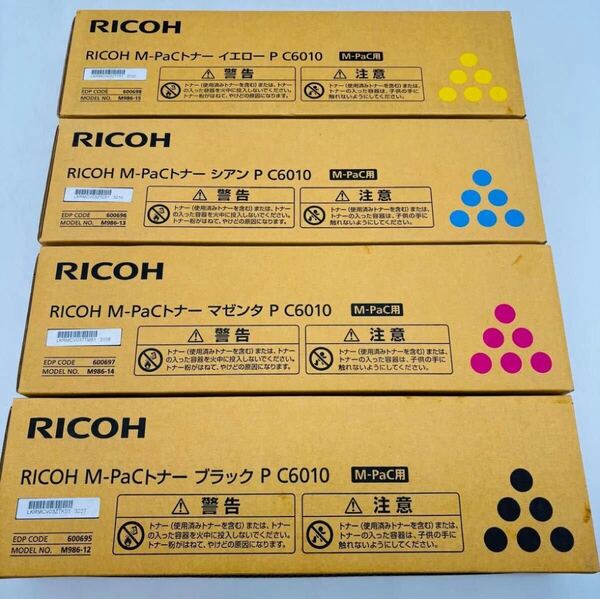 RICOH
RICOH M-PaCトナー イエロー P C6010 M-PaC用
警告
注意
トナー(使用済みトナーを含む)または、トナー
の入った容器を火中に投入しないでください。
トナー粉がはねて、やけどの原因になります。
トナー(使用済みトナーを含む)または、トナー
の入った容器は、子供の手に
触れないようにしてください。
EDP CODE 600698
MODEL NO. M986-15
RICOH
RICOH M-PaCトナー シアン P C6010 M-PaC用
警告
注意
トナー(使用済みトナーを含む)または、トナー
の入った容器を火中に投入しないでください。
トナー粉がはねて、やけどの原因になります。
トナー(使用済みトナーを含む)または、
トナーの入った容器は、子供の手に
触れないようにしてください。
EDP CODE 600696
MODEL NO. M986-13
RICOH
RICOH M-PaCトナー マゼンタ P C6010 M-PaC用
警告
注意
トナー(使用済みトナーを含む)または、トナー
の入った容器を火中に投入しないでください。
トナー粉がはねて、やけどの原因になります。
トナー(使用済みトナーを含む)または、
トナーの入った容器は、子供の手に
触れないようにしてください。
EDP CODE 600697
MODEL NO. M986-14
RICOH
RICOH M-PaCトナー ブラック P C6010 M-PaC用
警告
注意
トナー(使用済みトナーを含む)または、トナー
の入った容器を火中に投入しないでください。
トナー粉がはねて、やけどの原因になります。
トナー(使用済みトナーを含む)または、
トナーの入った容器は、子供の手に
触れないようにしてください。
EDP CODE 600695
MODEL NO. M986-12